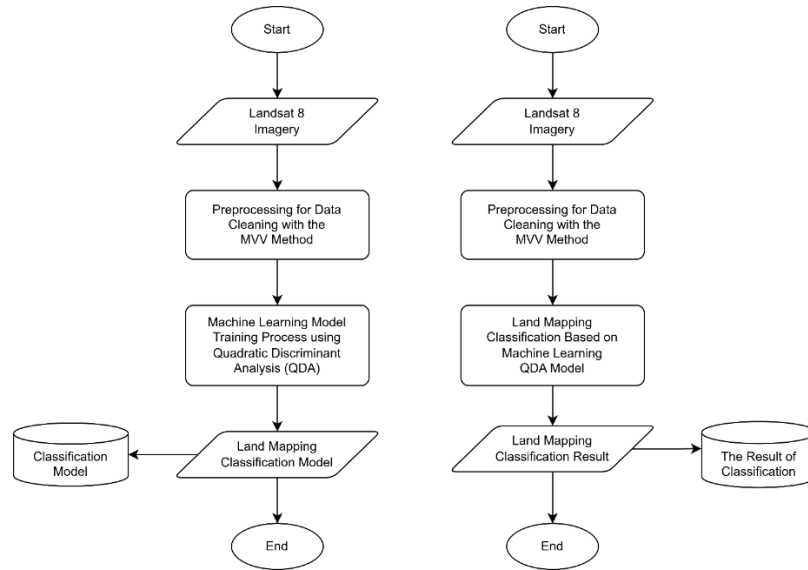 Start
Landsat 8
Imagery
Preprocessing for Data
Cleaning with the
MVV Method
Machine Learning Model
Training Process using
Quadratic Discriminant
Analysis (QDA)
Land Mapping
Classification Model
Classification
Model
End
Start
Landsat 8
Imagery
Preprocessing for Data
Cleaning with the
MVV Method
Land Mapping
Classification Based on
Machine Learning
QDA Model
Land Mapping
Classification Result
The Result of
Classification
End